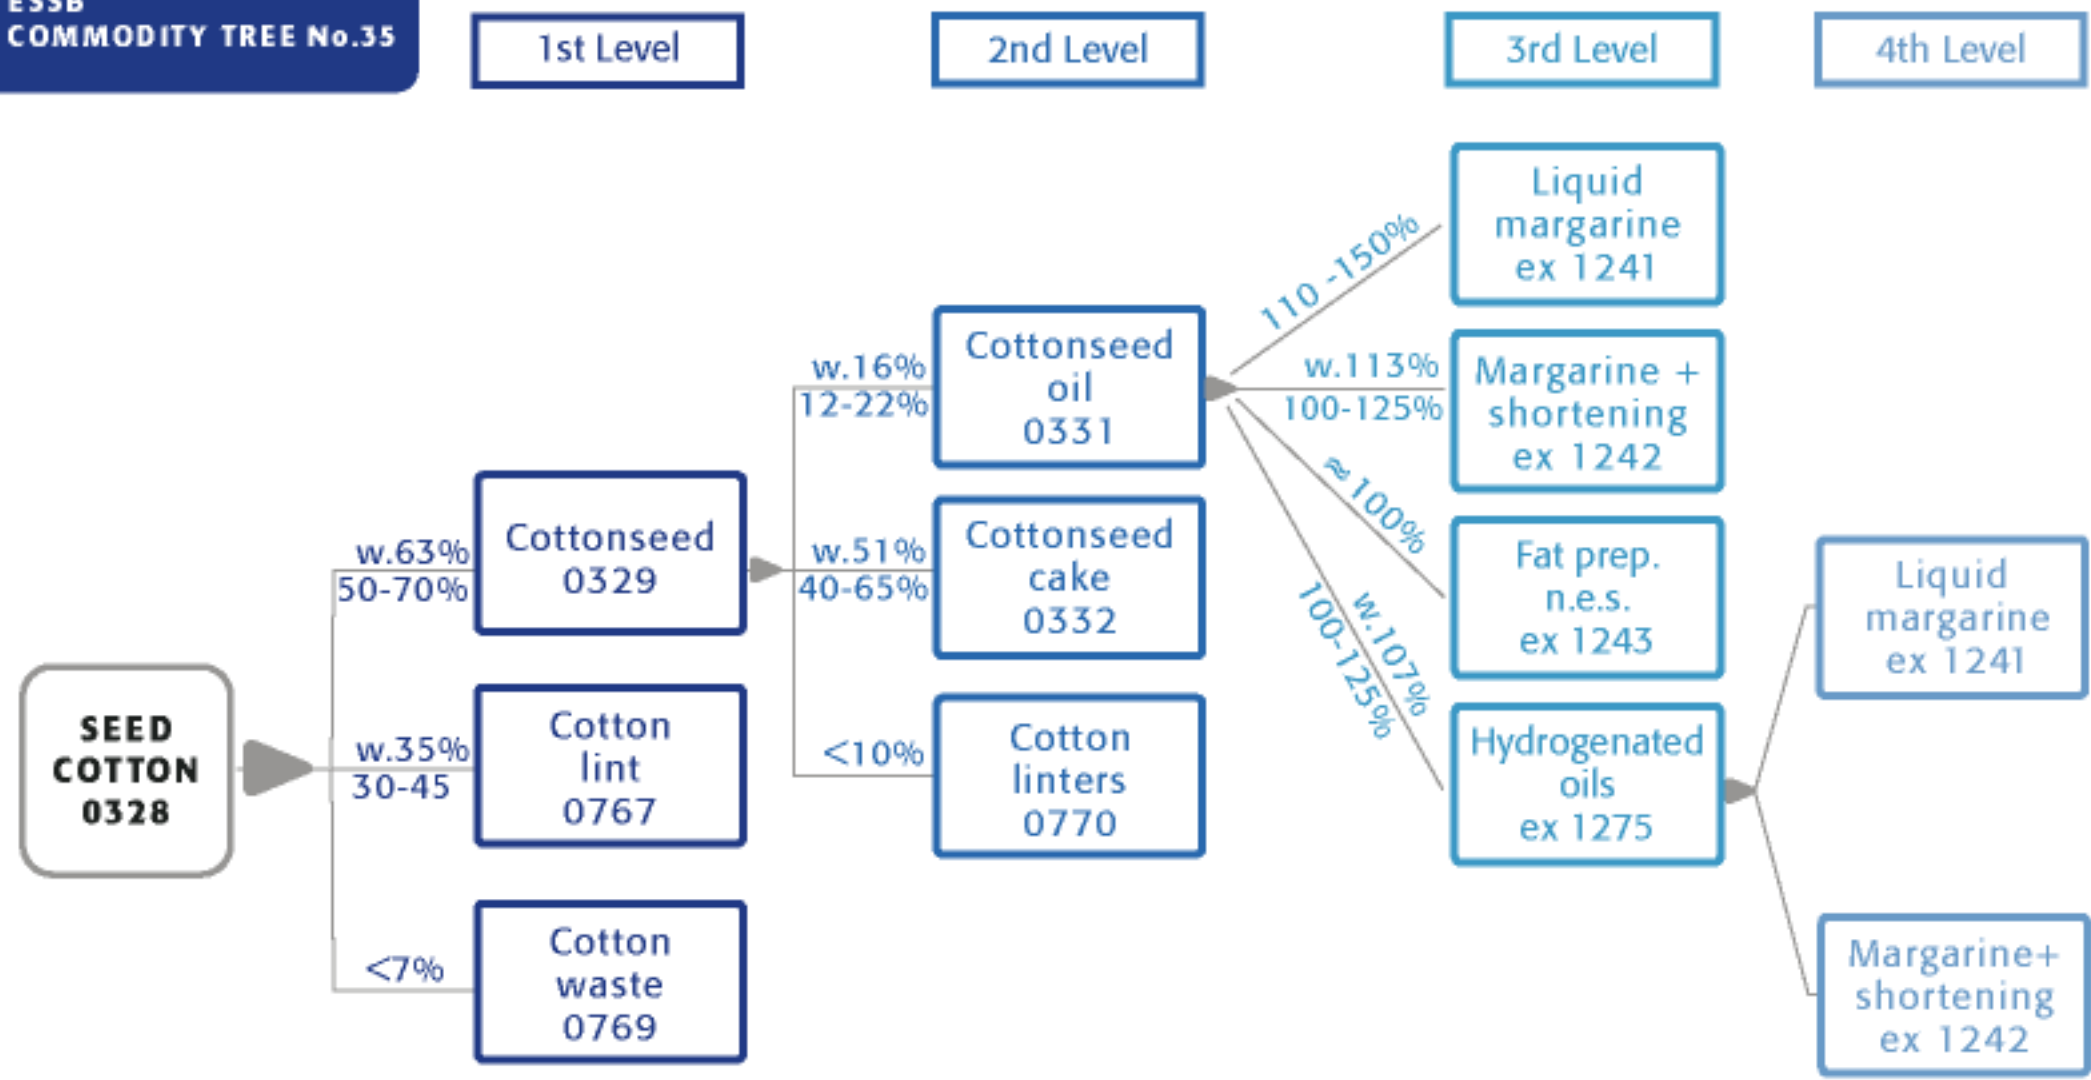 ESSB
COMMODITY TREE No.35
1st Level
2nd Level
3rd Level
4th Level
SEED
COTTON
0328
w.63%
50-70%
Cottonseed
0329
w.35%
30-45
Cotton
lint
0767
<7%
Cotton
waste
0769
w.16%
12-22%
Cottonseed
oil
0331
w.51%
40-65%
Cottonseed
cake
0332
<10%
Cotton
linters
0770
110 -150%
Liquid
margarine
ex 1241
w.113%
100-125%
Margarine +
shortening
ex 1242
≈100%
Fat prep.
n.e.s.
ex 1243
w.107%
100-125%
Hydrogenated
oils
ex 1275
Liquid
margarine
ex 1241
Margarine+
shortening
ex 1242